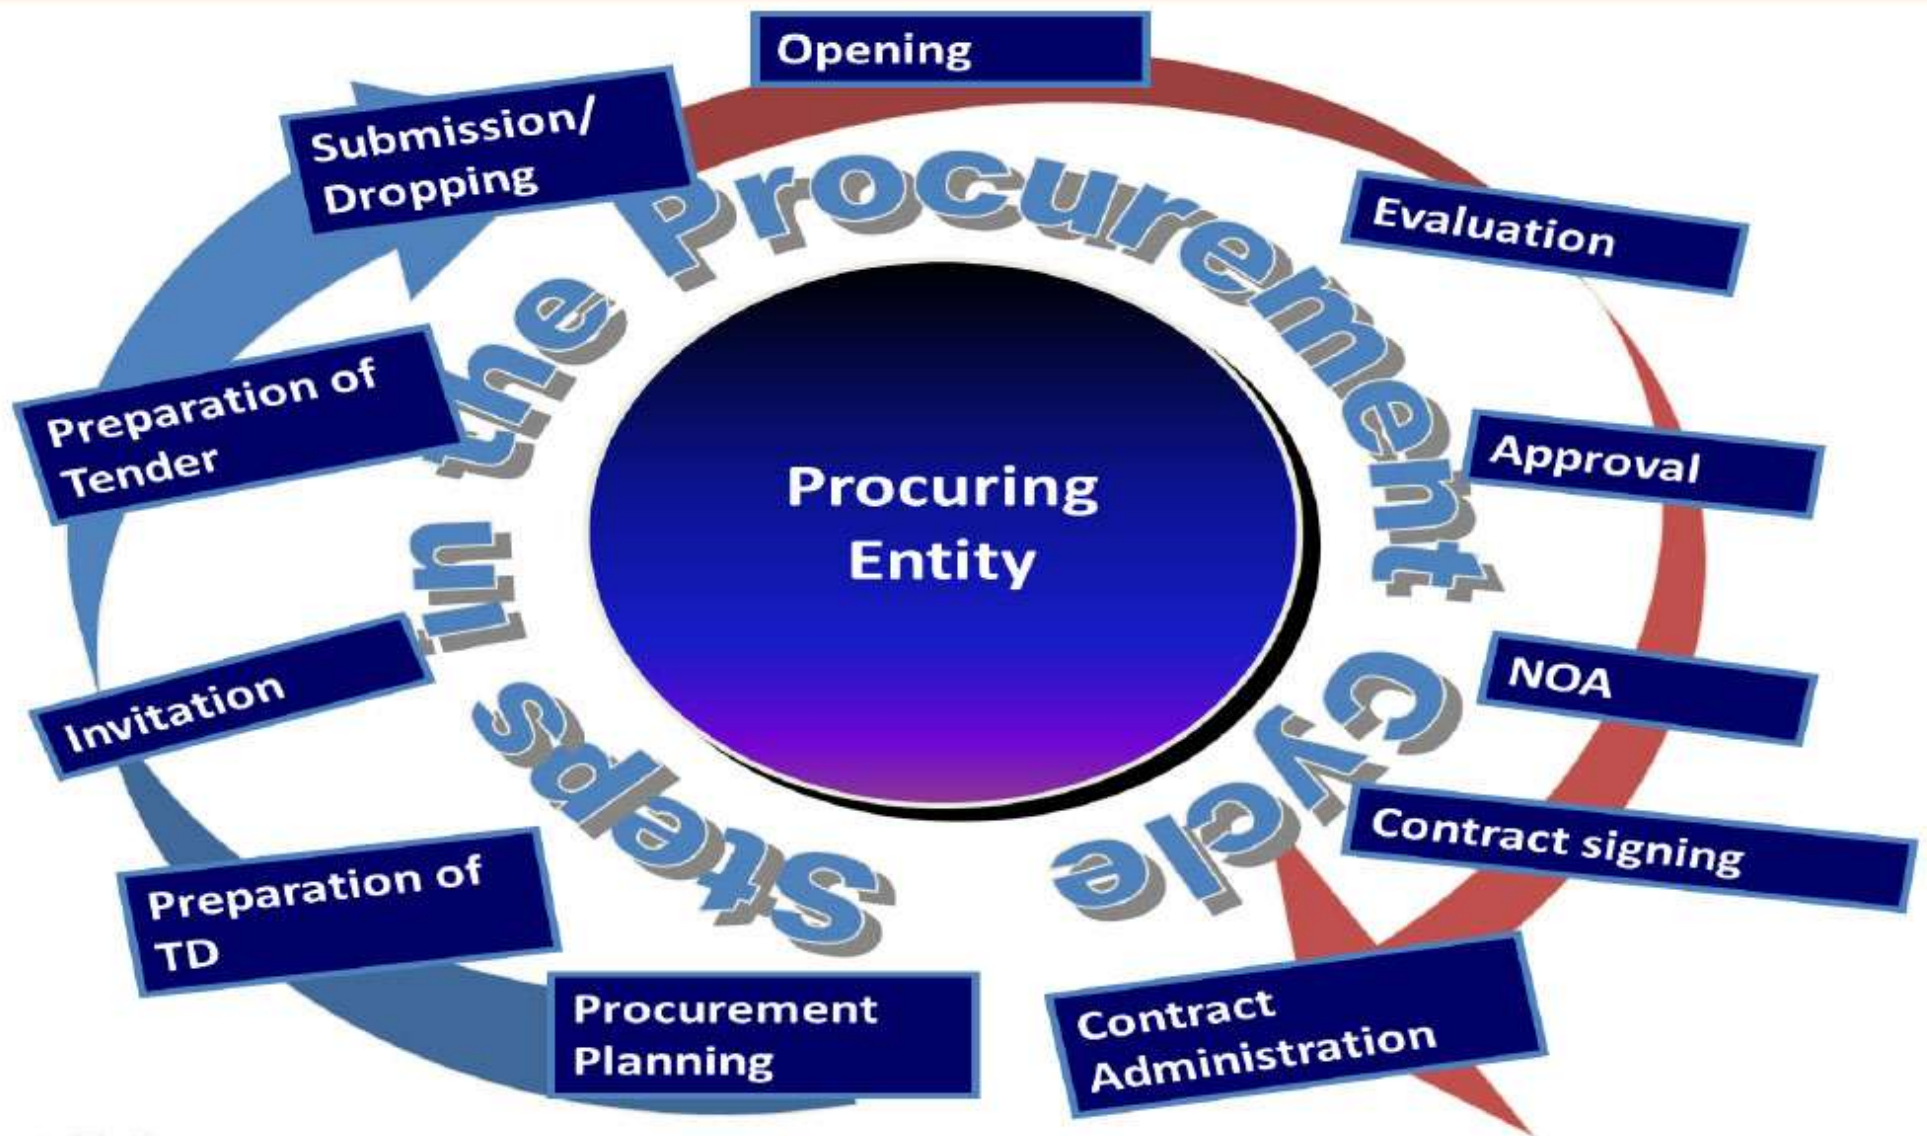 Steps in the Procurement Cycle
Procuring
Entity
Procurement
Planning
Preparation of
TD
Invitation
Preparation of
Tender
Submission/
Dropping
Opening
Evaluation
Approval
NOA
Contract signing
Contract
Administration